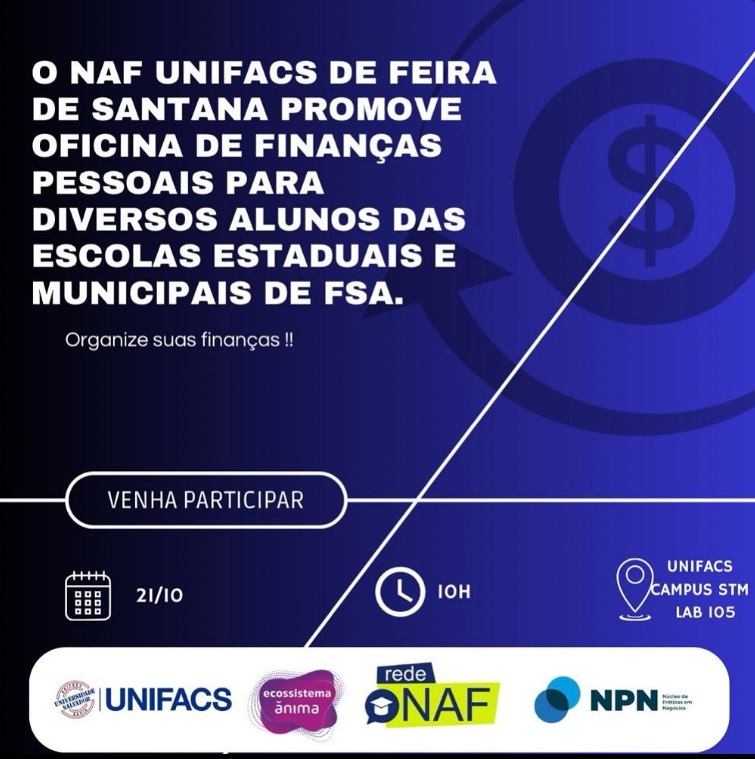 O NAF UNIFACS DE FEIRA
DE SANTANA PROMOVE
OFICINA DE FINANÇAS
PESSOAIS PARA
DIVERSOS ALUNOS DAS
ESCOLAS ESTADUAIS E
MUNICIPAIS DE FSA.
Organize suas finanças !!
VENHA PARTICIPAR
21/10
10H
UNIFACS
CAMPUS STM
LAB 105
UNIVERSIDADE
SALVADOR
UNIFACS
ecossistema
ănima
rede
NAF
NPN
Núcleo de
Práticas em
Negócios